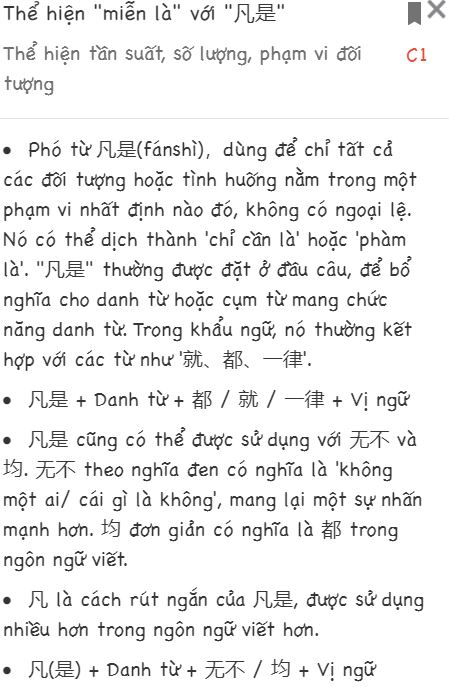 Thể hiện "miễn là" với "凡是"
Thể hiện tần suất, số lượng, phạm vi đối
tượng
C1
• Phó từ 凡是(fánshì), dùng để chỉ tất cả
các đối tượng hoặc tình huống nằm trong một
phạm vi nhất định nào đó, không có ngoại lệ.
Nó có thể dịch thành 'chỉ cần là' hoặc 'phàm
là'. "凡是" thường được đặt ở đầu câu, để bổ
nghĩa cho danh từ hoặc cụm từ mang chức
năng danh từ. Trong khẩu ngữ, nó thường kết
hợp với các từ như '就、都、一律'.
• 凡是 + Danh từ + 都 / 就 / 一律 + Vị ngữ
• 凡是 cũng có thể được sử dụng với 无不 và
均. 无不 theo nghĩa đen có nghĩa là 'không
một ai/ cái gì là không', mang lại một sự nhấn
mạnh hơn. 均 đơn giản có nghĩa là 都 trong
ngôn ngữ viết.
• 凡 là cách rút ngắn của 凡是, được sử dụng
nhiều hơn trong ngôn ngữ viết hơn.
• 凡(是) + Danh từ + 无不 / 均 + Vị ngữ